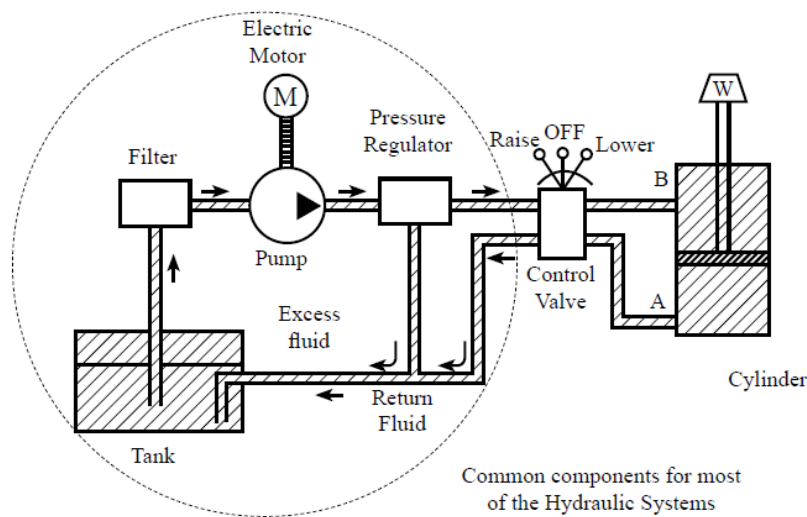 Electric
Motor
M
Pressure
Regulator
Filter
Raise
OFF
Lower
W
B
Pump
Control
Valve
A
Excess
fluid
Return
Fluid
Tank
Cylinder
Common components for most
of the Hydraulic Systems